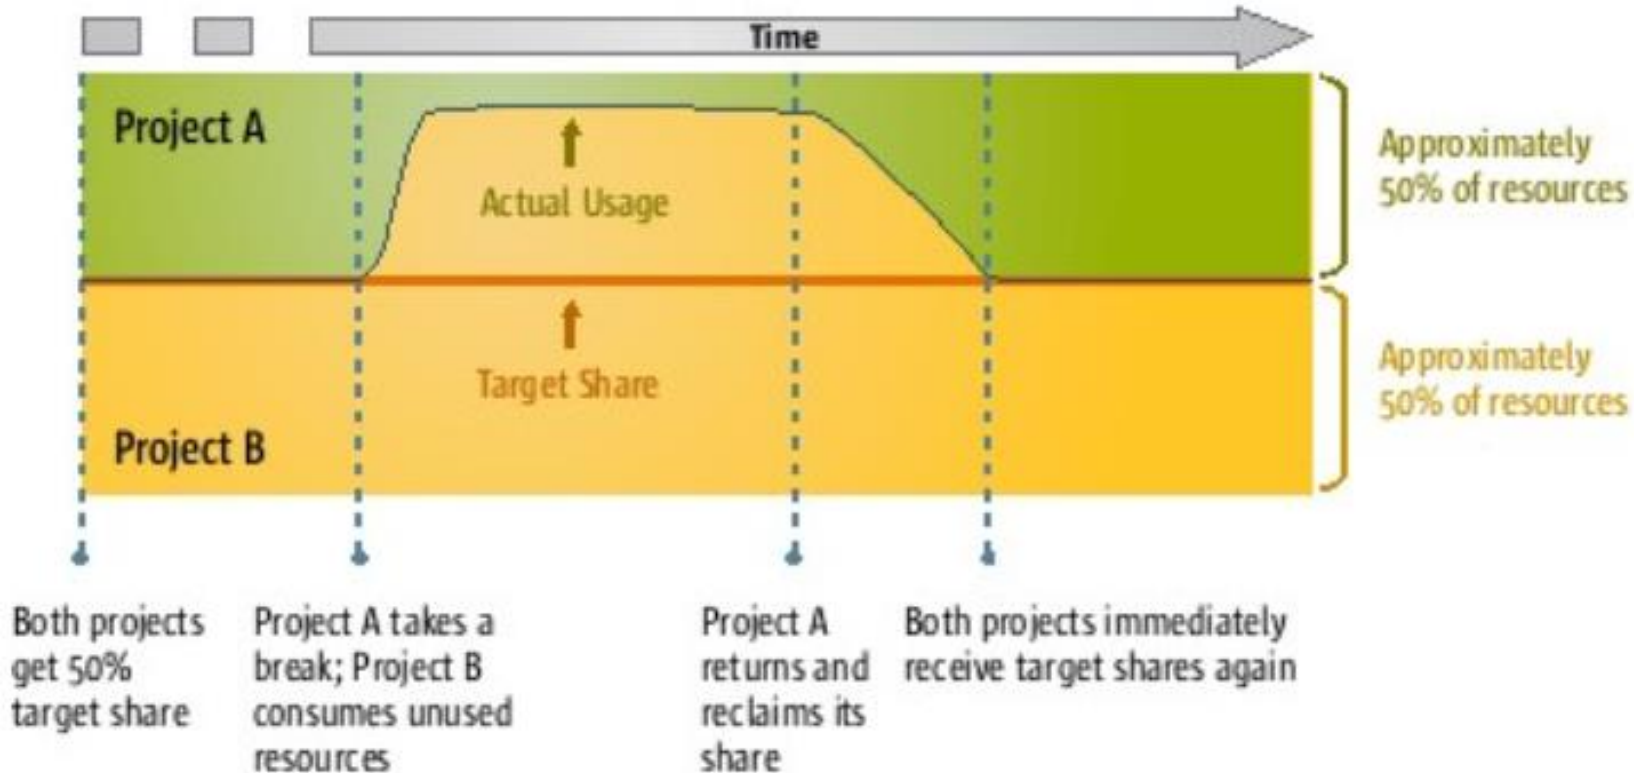 Time
Project A
Actual Usage
Approximately
50% of resources
Target Share
Approximately
50% of resources
Project B
Both projects
get 50%
target share
Project A takes a
break; Project B
consumes unused
resources
Project A
returns and
reclaims its
share
Both projects immediately
receive target shares again